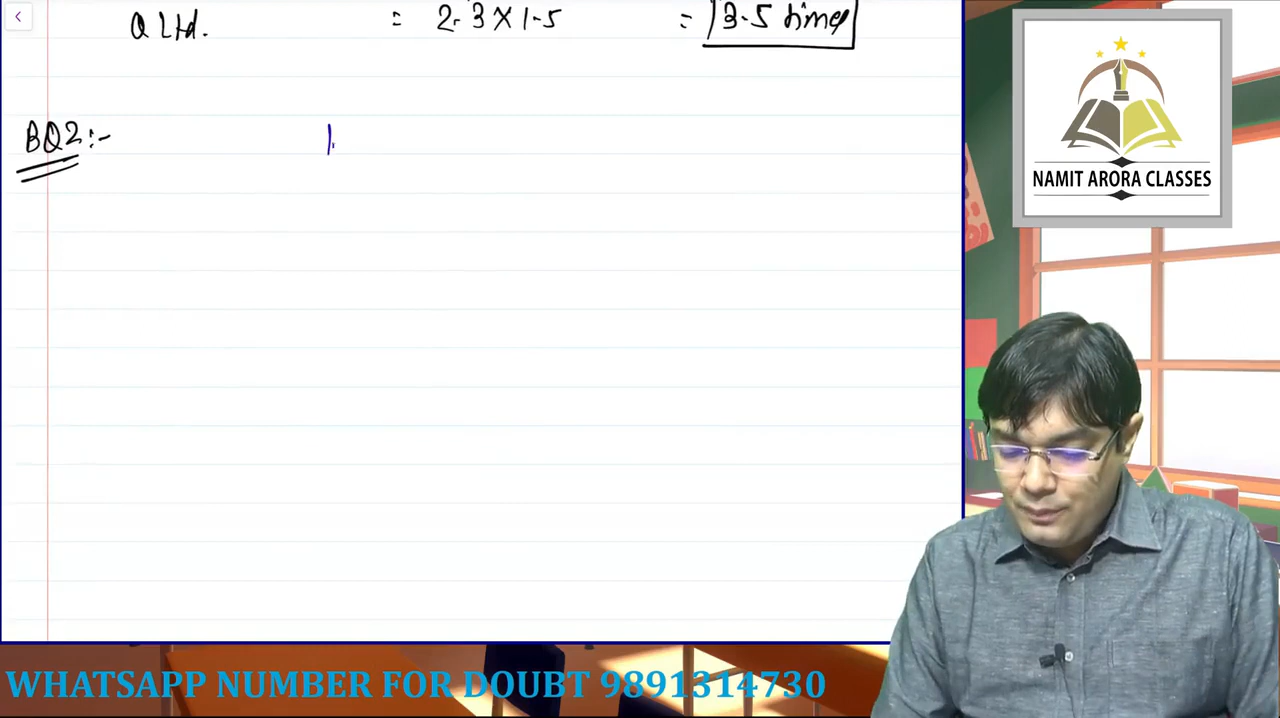 Q Ltd. = 2.3 X 1.5 = 3.5 times
BQ2:-
NAMIT ARORA CLASSES
WHATSAPP NUMBER FOR DOUBT 9891314730